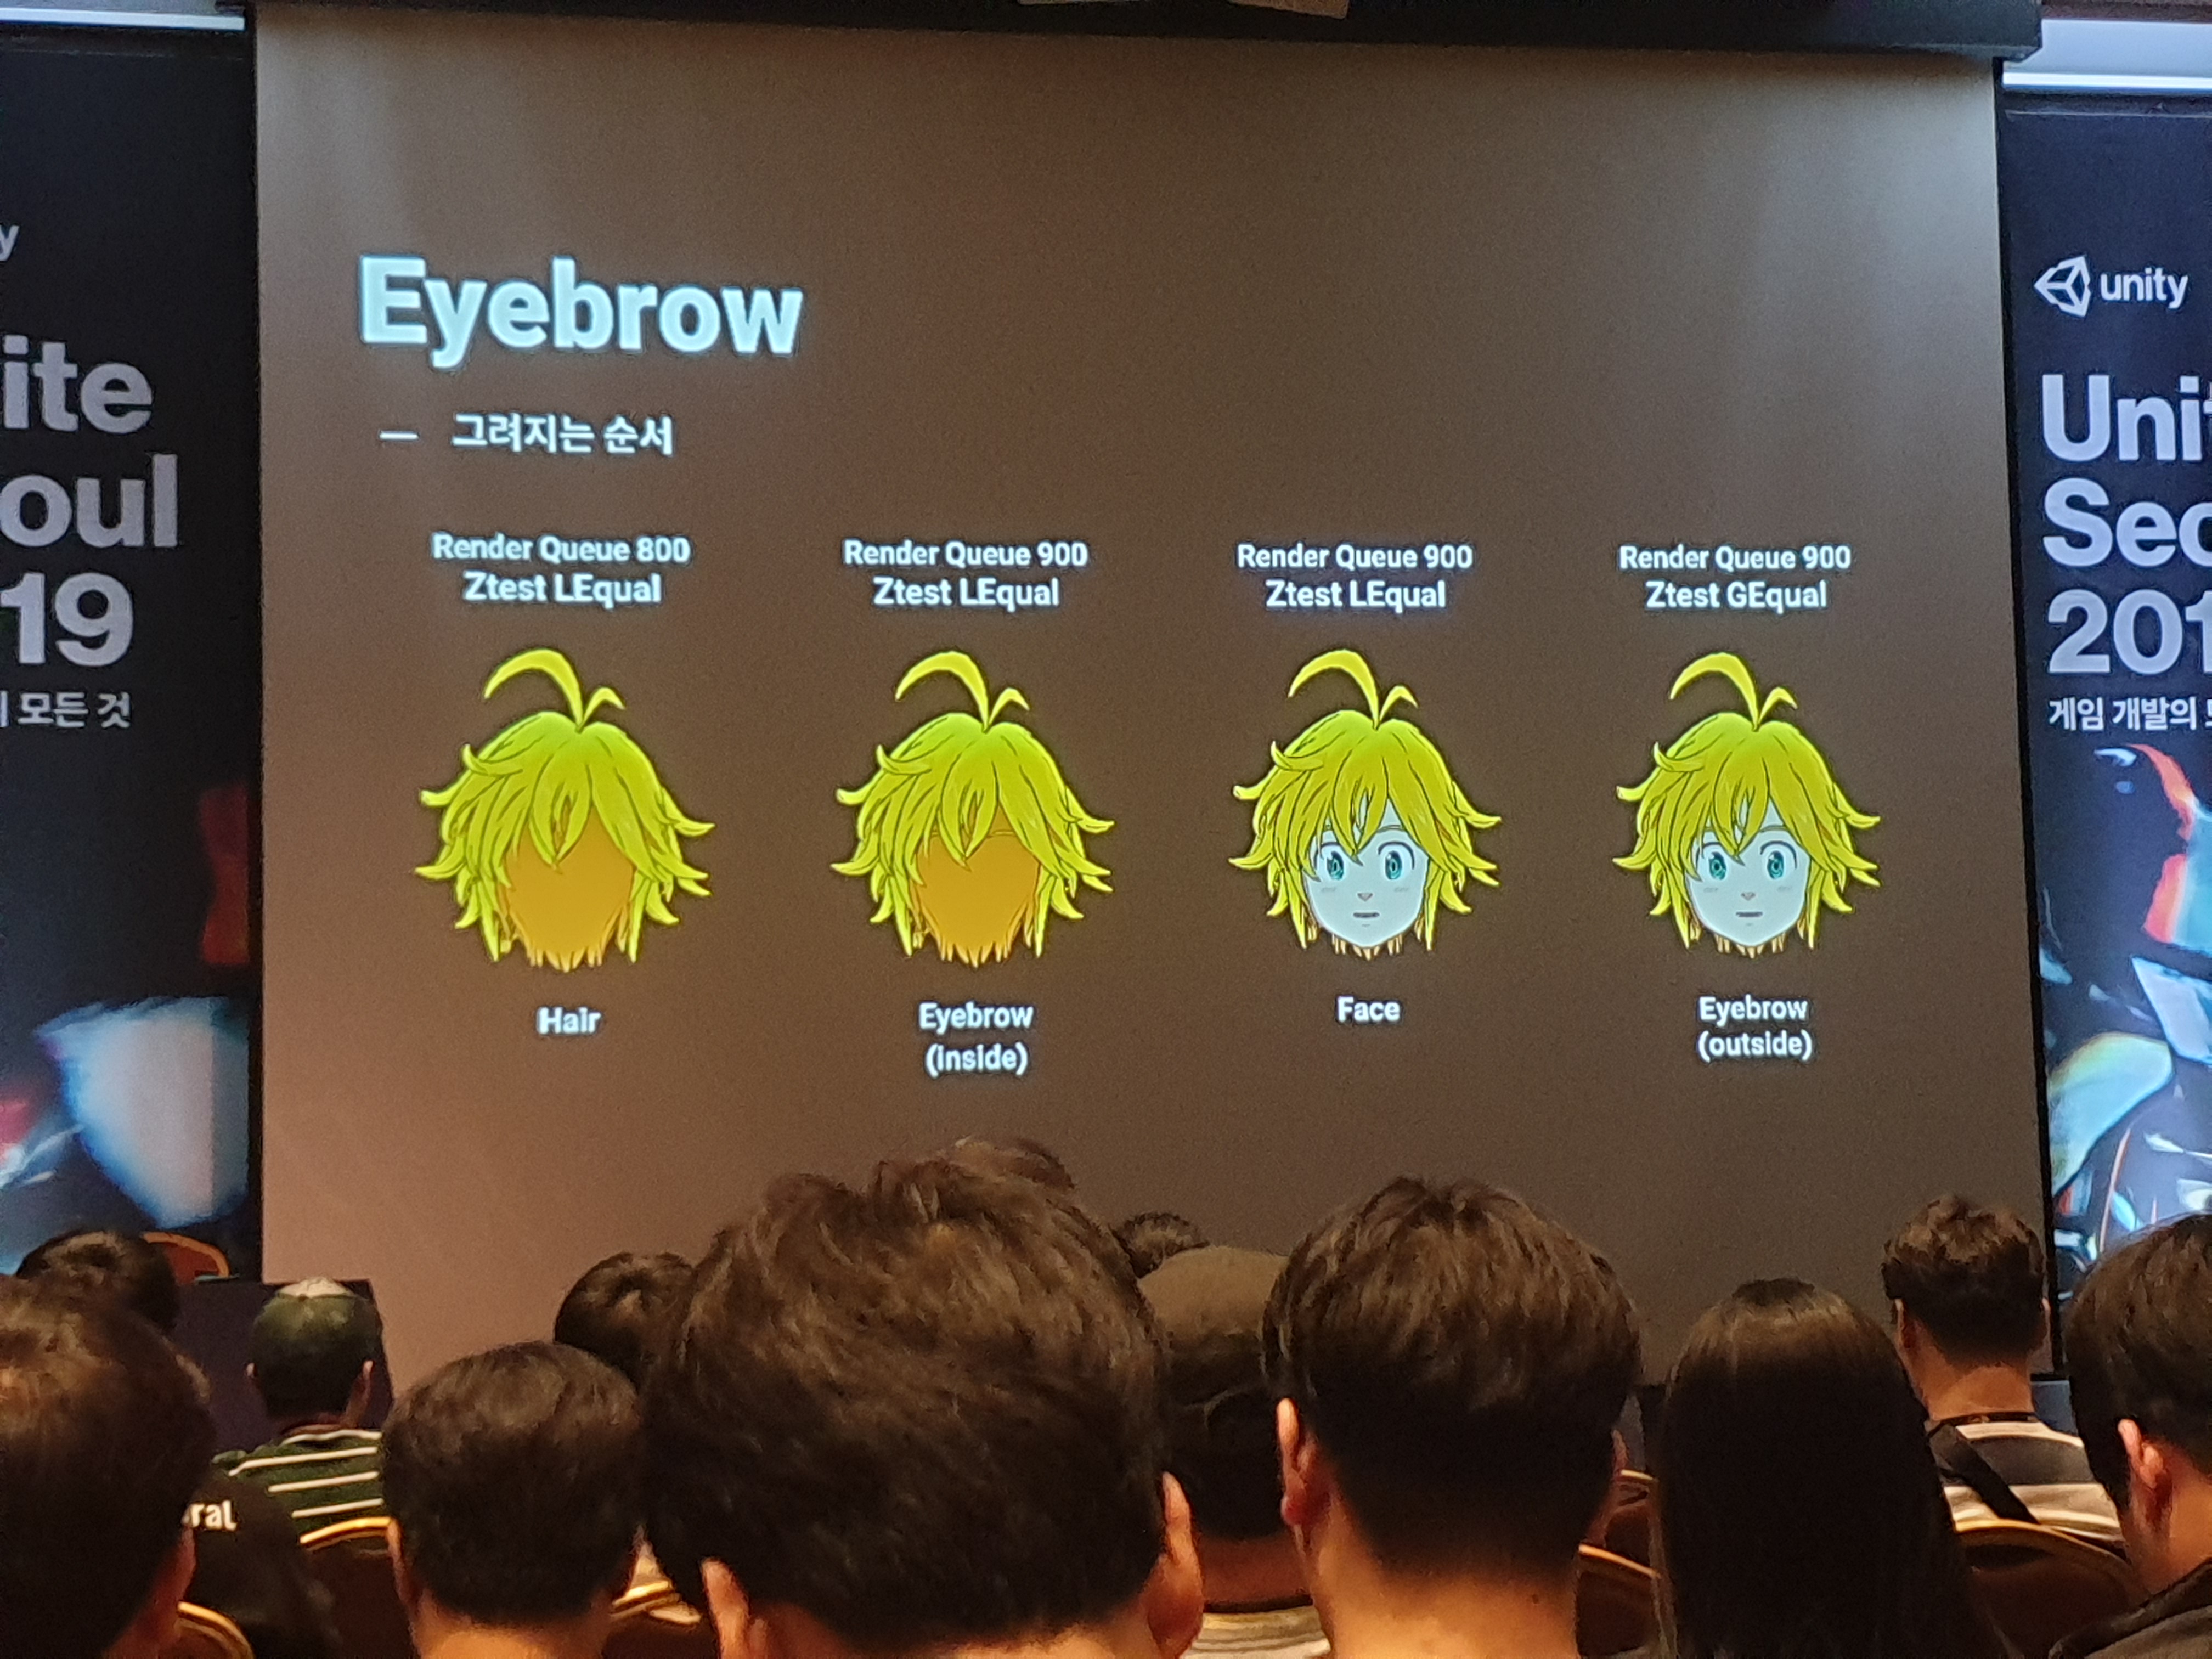 Eyebrow
— 그려지는 순서
Render Queue 800
Ztest LEqual
Render Queue 900
Ztest LEqual
Render Queue 900
Ztest LEqual
Render Queue 900
Ztest GEqual
Hair
Eyebrow
(inside)
Face
Eyebrow
(outside)
y
ite
oul
19
모든 것
unity
Unit
Seo
201
게임 개발의
ral